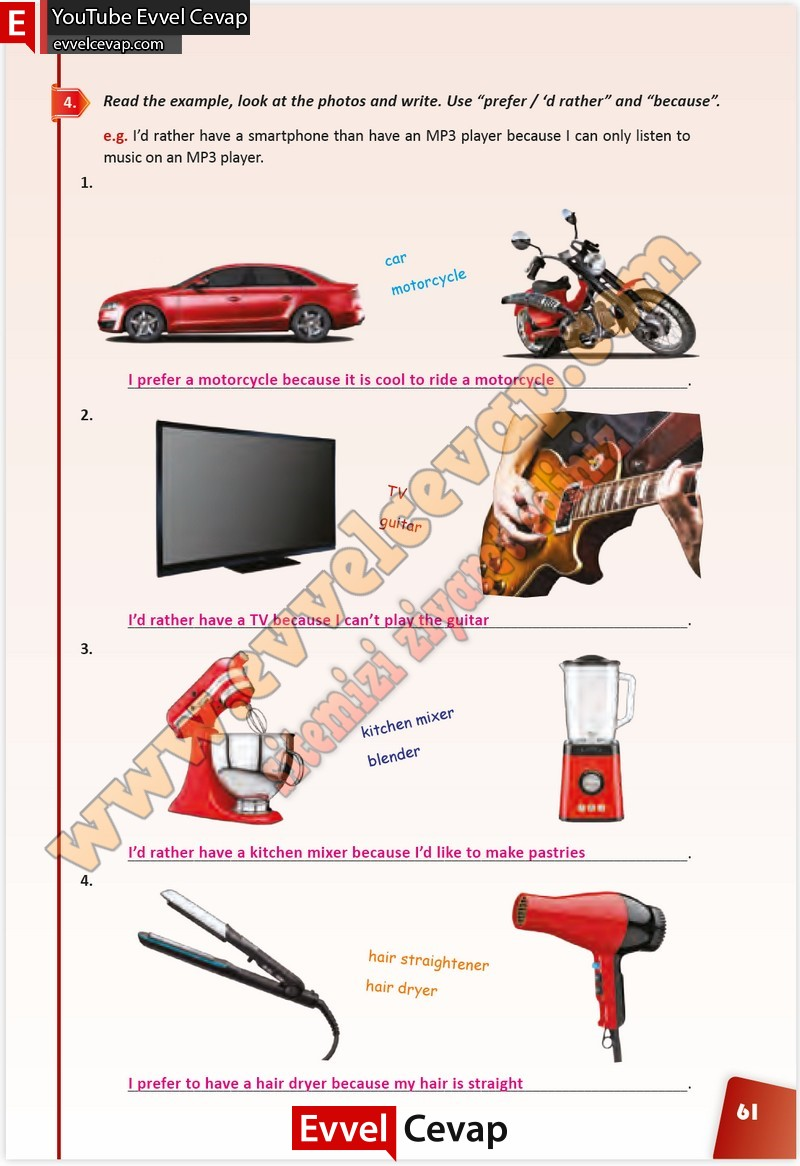 E YouTube Evvel Cevap
evvelcevap.com
4. Read the example, look at the photos and write. Use “prefer / ‘d rather” and “because”.
e.g. I’d rather have a smartphone than have an MP3 player because I can only listen to
music on an MP3 player.
1.
car
motorcycle
I prefer a motorcycle because it is cool to ride a motorcycle.
2.
TV
guitar
I’d rather have a TV because I can’t play the guitar.
3.
kitchen mixer
blender
I’d rather have a kitchen mixer because I’d like to make pastries.
4.
hair straightener
hair dryer
I prefer to have a hair dryer because my hair is straight.
www.evvelcevap.com
sitemizi ziyaret ediniz
61
Evvel Cevap